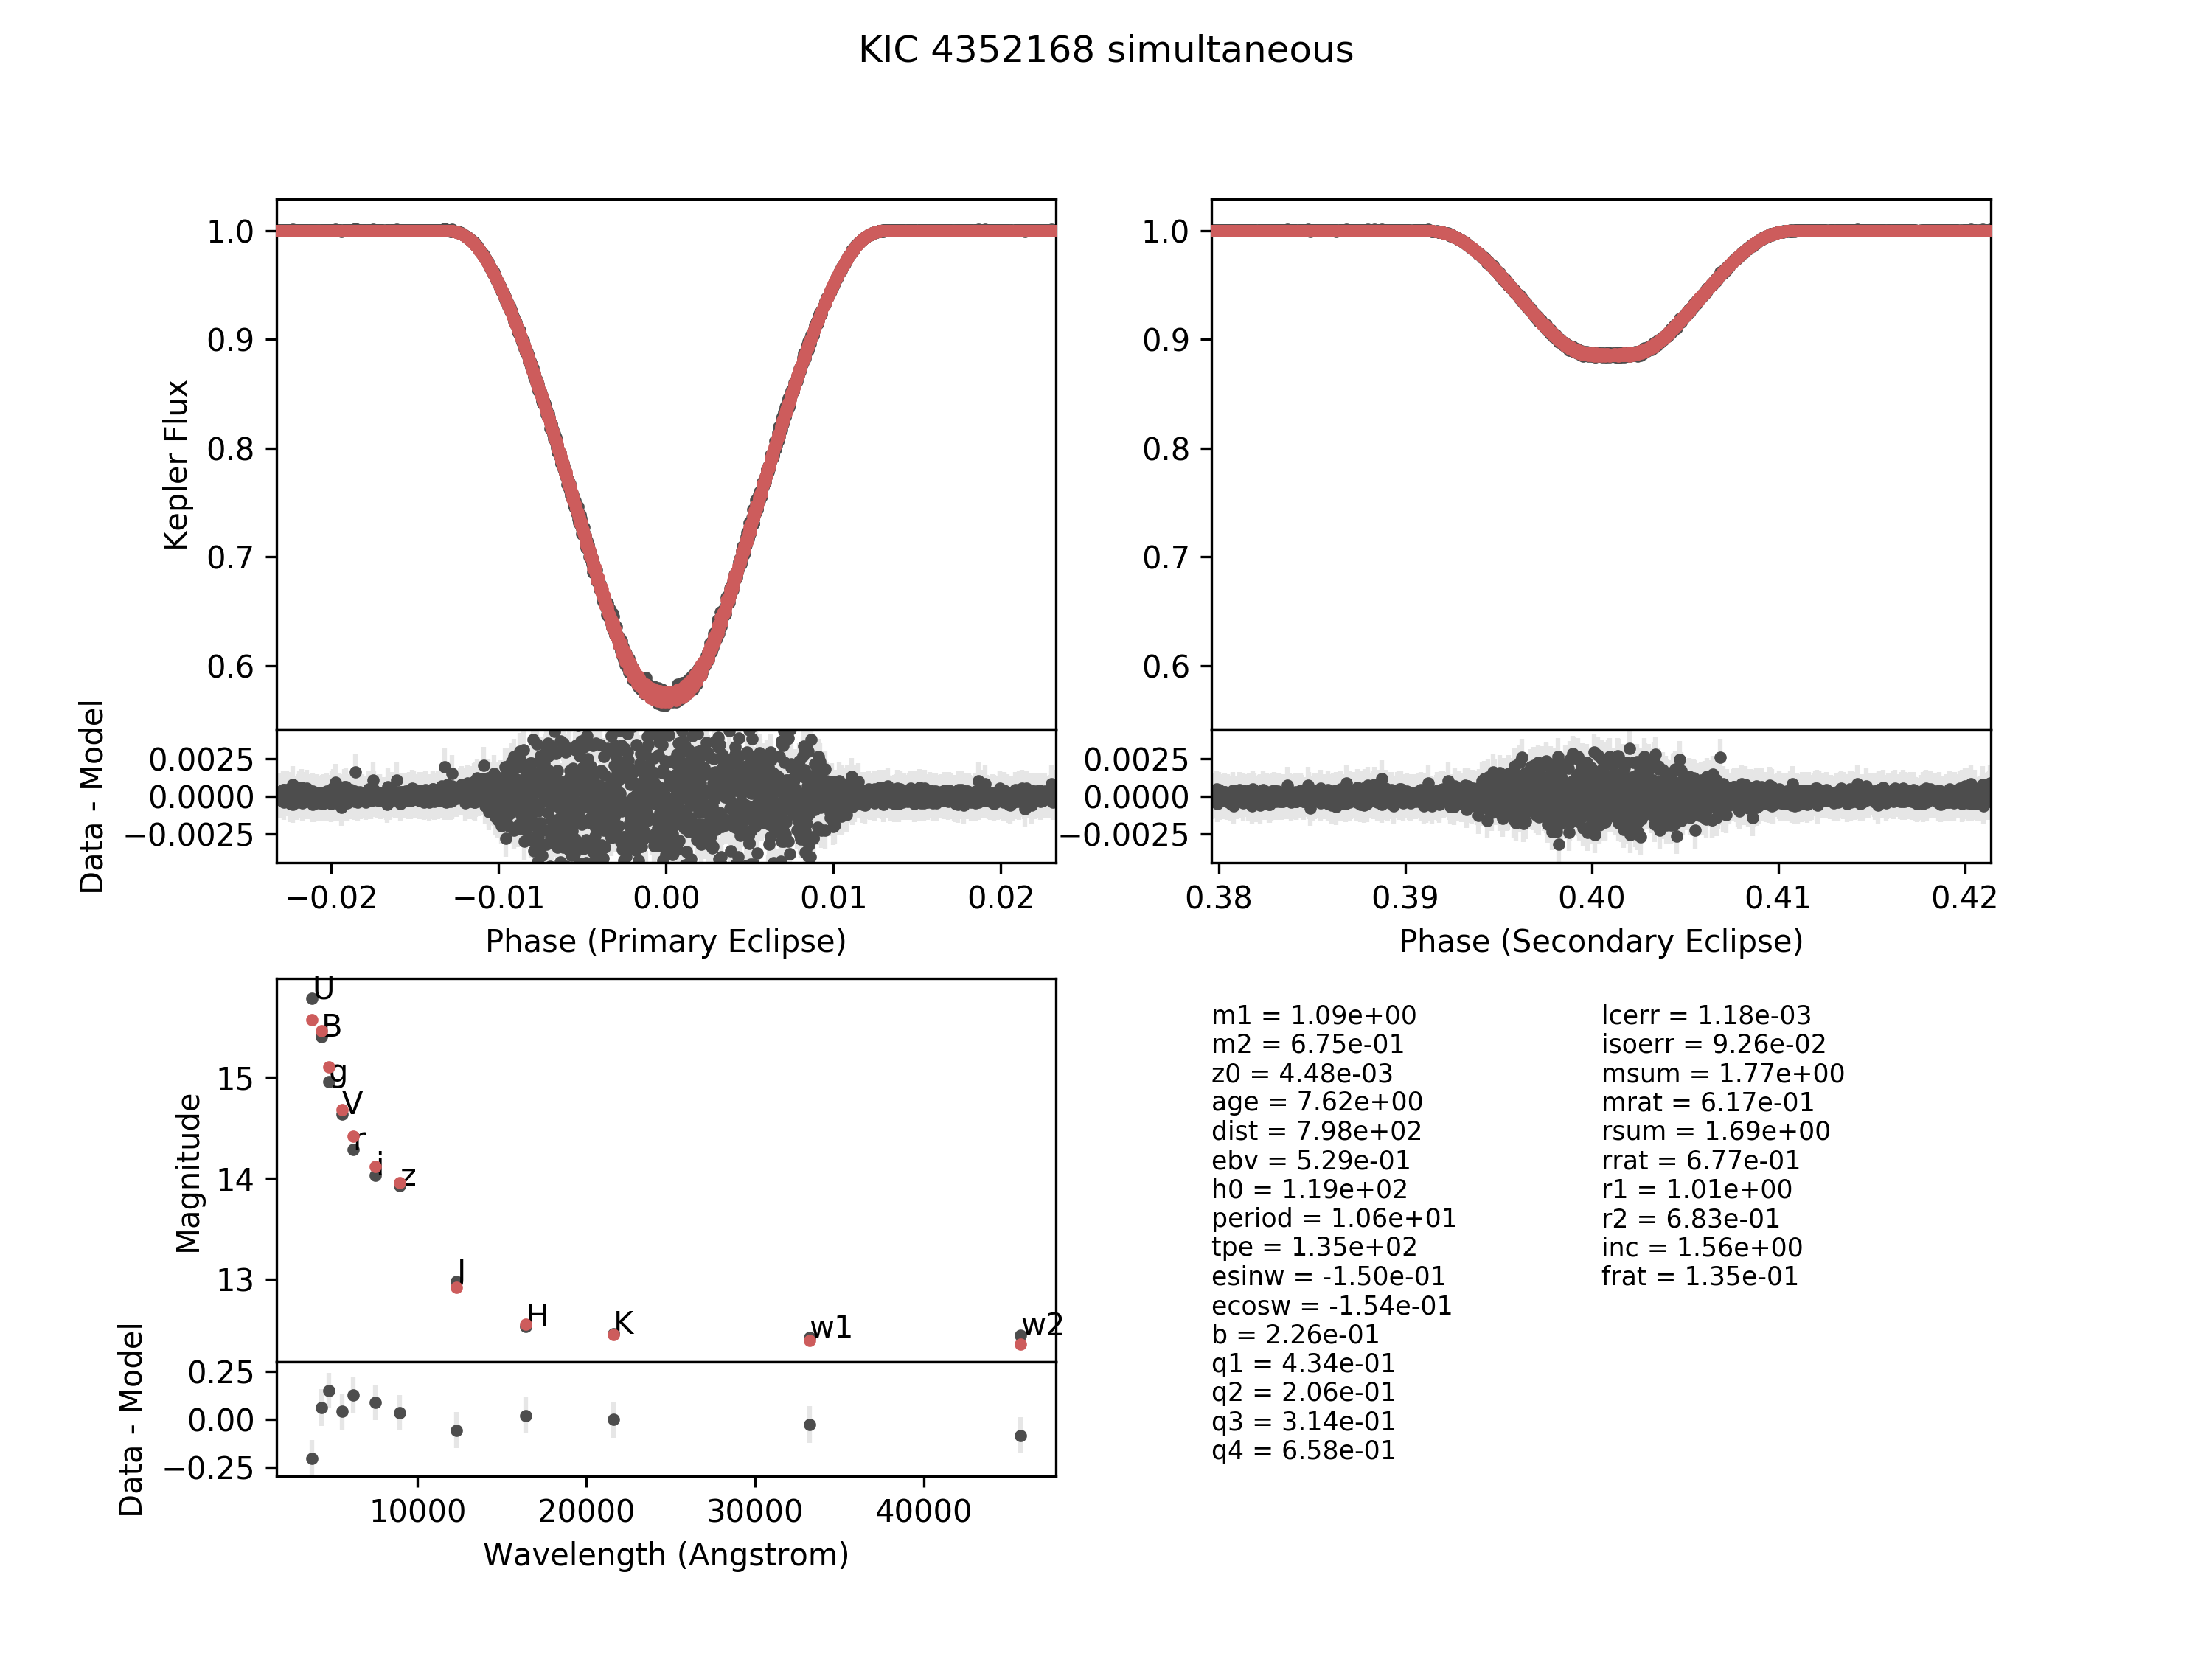 KIC 4352168 simultaneous
Kepler Flux
1.0
0.9
0.8
0.7
0.6
1.0
0.9
0.8
0.7
0.6
Data - Model
0.0025
0.0000
−0.0025
0.0025
0.0000
−0.0025
−0.02 −0.01 0.00 0.01 0.02
0.38 0.39 0.40 0.41 0.42
Phase (Primary Eclipse)
Phase (Secondary Eclipse)
Magnitude
15
14
13
U
B
g
V
r
i
z
J
H
K
w1
w2
Data - Model
0.25
0.00
−0.25
10000 20000 30000 40000
Wavelength (Angstrom)
m1 = 1.09e+00
m2 = 6.75e-01
z0 = 4.48e-03
age = 7.62e+00
dist = 7.98e+02
ebv = 5.29e-01
h0 = 1.19e+02
period = 1.06e+01
tpe = 1.35e+02
esinw = -1.50e-01
ecosw = -1.54e-01
b = 2.26e-01
q1 = 4.34e-01
q2 = 2.06e-01
q3 = 3.14e-01
q4 = 6.58e-01
lcerr = 1.18e-03
isoerr = 9.26e-02
msum = 1.77e+00
mrat = 6.17e-01
rsum = 1.69e+00
rrat = 6.77e-01
r1 = 1.01e+00
r2 = 6.83e-01
inc = 1.56e+00
frat = 1.35e-01